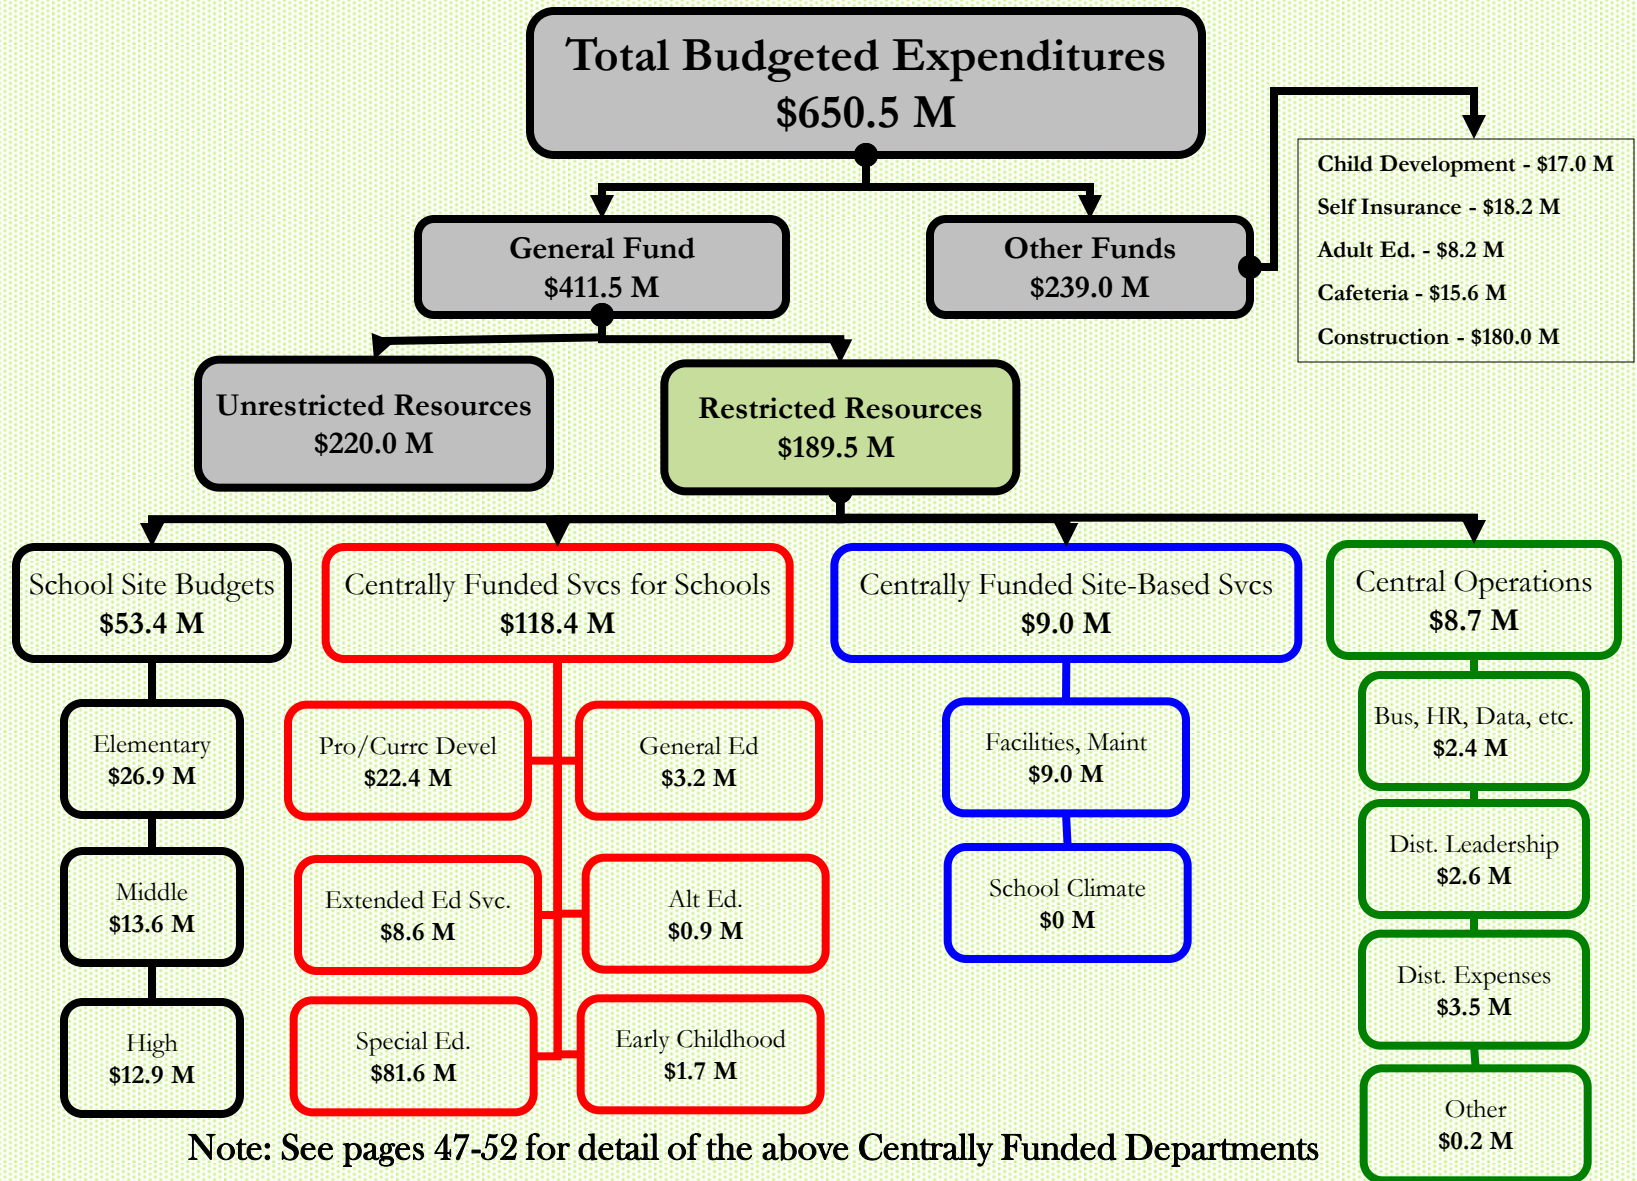 Total Budgeted Expenditures
$650.5 M
Child Development - $17.0 M
Self Insurance - $18.2 M
Adult Ed. - $8.2 M
Cafeteria - $15.6 M
Construction - $180.0 M
General Fund
$411.5 M
Other Funds
$239.0 M
Unrestricted Resources
$220.0 M
Restricted Resources
$189.5 M
School Site Budgets
$53.4 M
Centrally Funded Svcs for Schools
$118.4 M
Centrally Funded Site-Based Svcs
$9.0 M
Central Operations
$8.7 M
Elementary
$26.9 M
Middle
$13.6 M
High
$12.9 M
Pro/Currc Devel
$22.4 M
General Ed
$3.2 M
Extended Ed Svc.
$8.6 M
Alt Ed.
$0.9 M
Special Ed.
$81.6 M
Early Childhood
$1.7 M
Facilities, Maint
$9.0 M
School Climate
$0 M
Bus, HR, Data, etc.
$2.4 M
Dist. Leadership
$2.6 M
Dist. Expenses
$3.5 M
Other
$0.2 M
Note: See pages 47-52 for detail of the above Centrally Funded Departments